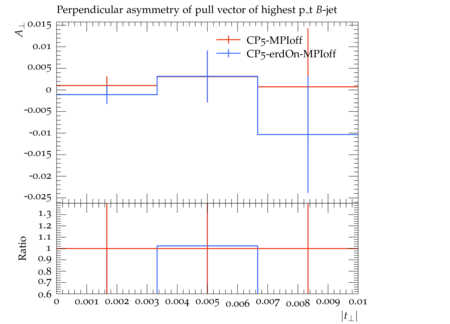 Perpendicular asymmetry of pull vector of highest p_t B-jet
A⊥
0.015
0.01
0.005
0
-0.005
-0.01
-0.015
-0.02
-0.025
CP5-MPIoff
CP5-erdOn-MPIoff
Ratio
1.3
1.2
1.1
1
0.9
0.8
0.7
0.6
0 0.001 0.002 0.003 0.004 0.005 0.006 0.007 0.008 0.009 0.01
|t⊥|